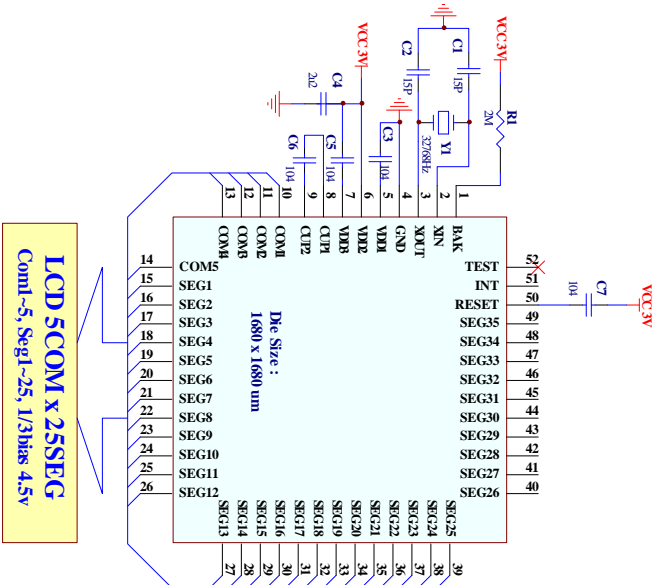 VCC 3V
VCC 3V
C2
15P
C1
15P
R1
2M
C4
2u2
C3
104
Y1
32768Hz
C6
104
C5
104
C7
104
VCC 3V
13
12
11
10
9
8
7
6
5
4
3
2
1
COM4
COM3
COM2
COM1
CUP2
CUP1
VDD3
VDD2
VDD1
GND
XOUT
XIN
BAK
14 COM5
15 SEG1
16 SEG2
17 SEG3
18 SEG4
19 SEG5
20 SEG6
21 SEG7
22 SEG8
23 SEG9
24 SEG10
25 SEG11
26 SEG12
TEST 52
INT 51
RESET 50
SEG35 49
SEG34 48
SEG33 47
SEG32 46
SEG31 45
SEG30 44
SEG29 43
SEG28 42
SEG27 41
SEG26 40
Die Size :
1680 x 1680 um
SEG13
SEG14
SEG15
SEG16
SEG17
SEG18
SEG19
SEG20
SEG21
SEG22
SEG23
SEG24
SEG25
27
28
29
30
31
32
33
34
35
36
37
38
39
LCD 5COM x 25SEG
Com1~5, Seg1~25, 1/3bias 4.5v